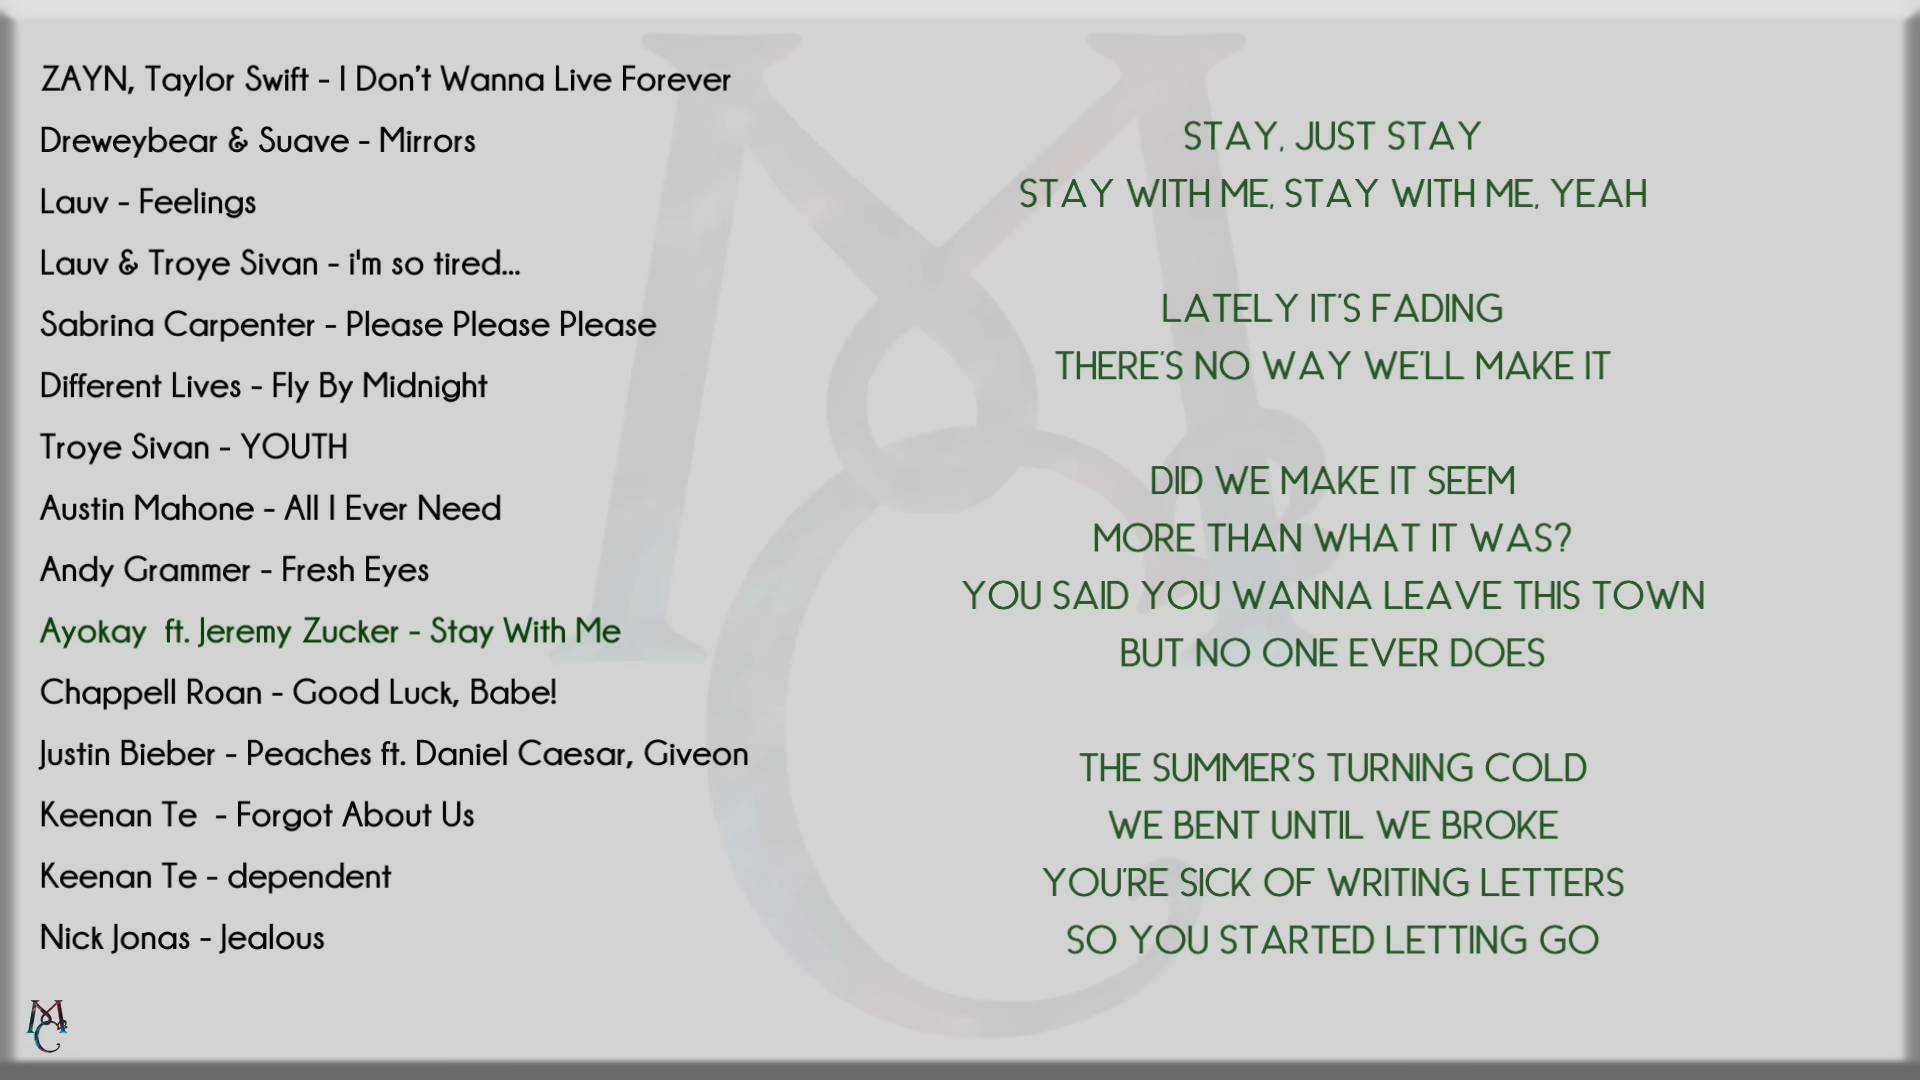 ZAYN, Taylor Swift - I Don't Wanna Live Forever
Dreweybear & Suave - Mirrors
Lauv - Feelings
Lauv & Troye Sivan - i'm so tired...
Sabrina Carpenter - Please Please Please
Different Lives - Fly By Midnight
Troye Sivan - YOUTH
Austin Mahone - All I Ever Need
Andy Grammer - Fresh Eyes
Ayokay  ft. Jeremy Zucker - Stay With Me
Chappell Roan - Good Luck, Babe!
Justin Bieber - Peaches ft. Daniel Caesar, Giveon
Keenan Te  - Forgot About Us
Keenan Te - dependent
Nick Jonas - Jealous
STAY, JUST STAY
STAY WITH ME, STAY WITH ME, YEAH
LATELY IT'S FADING
THERE'S NO WAY WE'LL MAKE IT
DID WE MAKE IT SEEM
MORE THAN WHAT IT WAS?
YOU SAID YOU WANNA LEAVE THIS TOWN
BUT NO ONE EVER DOES
THE SUMMER'S TURNING COLD
WE BENT UNTIL WE BROKE
YOU'RE SICK OF WRITING LETTERS
SO YOU STARTED LETTING GO